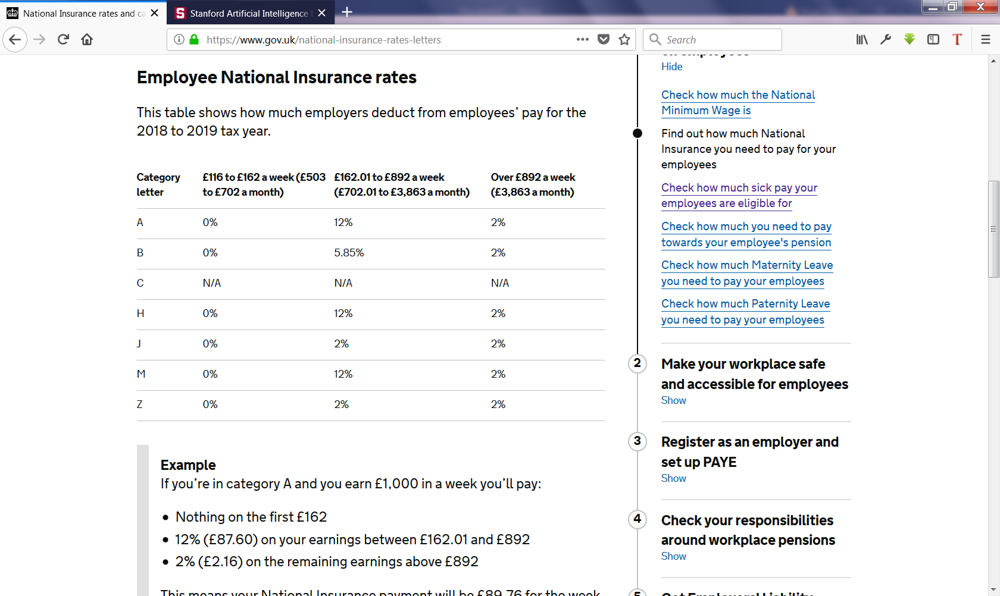 National Insurance rates and ca
Stanford Artificial Intelligence
https://www.gov.uk/national-insurance-rates-letters
Search
Employee National Insurance rates
This table shows how much employers deduct from employees’ pay for the
2018 to 2019 tax year.
Category letter £116 to £162 a week (£503 to £702 a month) £162.01 to £892 a week (£702.01 to £3,863 a month) Over £892 a week (£3,863 a month)
A 0% 12% 2%
B 0% 5.85% 2%
C N/A N/A N/A
H 0% 12% 2%
J 0% 2% 2%
M 0% 12% 2%
Z 0% 2% 2%
Example
If you’re in category A and you earn £1,000 in a week you’ll pay:
• Nothing on the first £162
• 12% (£87.60) on your earnings between £162.01 and £892
• 2% (£2.16) on the remaining earnings above £892
This means your National Insurance payment will be £89.76 for the week
on employees
Hide
Check how much the National
Minimum Wage is
Find out how much National
Insurance you need to pay for your
employees
Check how much sick pay your
employees are eligible for
Check how much you need to pay
towards your employee's pension
Check how much Maternity Leave
you need to pay your employees
Check how much Paternity Leave
you need to pay your employees
2 Make your workplace safe
and accessible for employees
Show
3 Register as an employer and
set up PAYE
Show
4 Check your responsibilities
around workplace pensions
Show
5 Get Employers' Liability